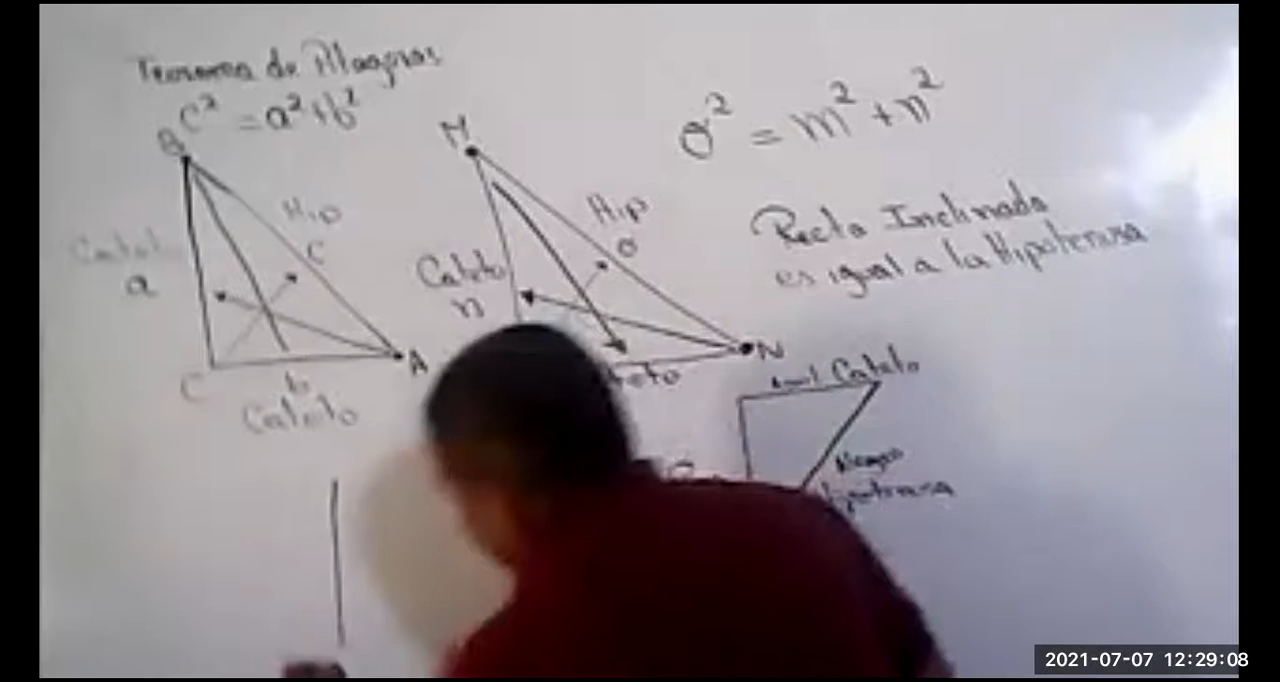 Teorema de Pitagoras
c² = a² + b²
B
Hip
c
Cateto
a
C
b
A
Cateto
M
Hip
o
Cateto
n
N
o² = m² + n²
Recta Inclinada
es igual a la Hipotenusa
Cateto
2021-07-07 12:29:08